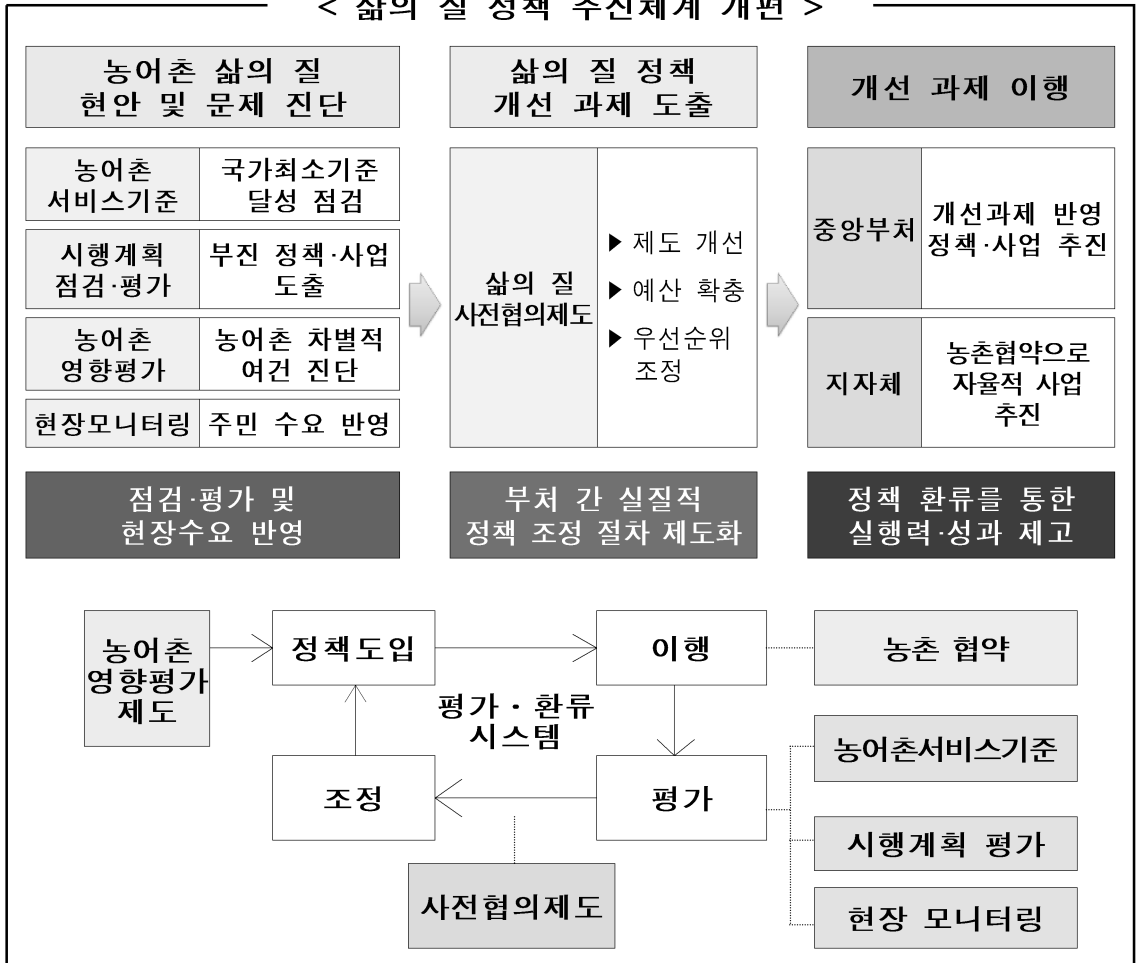 < 삶의 질 정책 추진체계 개편 >
농어촌 삶의 질
현안 및 문제 진단
삶의 질 정책
개선 과제 도출
개선 과제 이행
농어촌
서비스기준
국가최소기준
달성 점검
시행계획
점검·평가
부진 정책·사업
도출
농어촌
영향평가
농어촌 차별적
여건 진단
현장모니터링
주민 수요 반영
삶의 질
사전협의제도
▶ 제도 개선
▶ 예산 확충
▶ 우선순위
조정
중앙부처
개선과제 반영
정책·사업 추진
지자체
농촌협약으로
자율적 사업
추진
점검·평가 및
현장수요 반영
부처 간 실질적
정책 조정 절차 제도화
정책 환류를 통한
실행력·성과 제고
농어촌
영향평가
제도
정책도입
이행
농촌 협약
평가·환류
시스템
조정
평가
농어촌서비스기준
시행계획 평가
현장 모니터링
사전협의제도